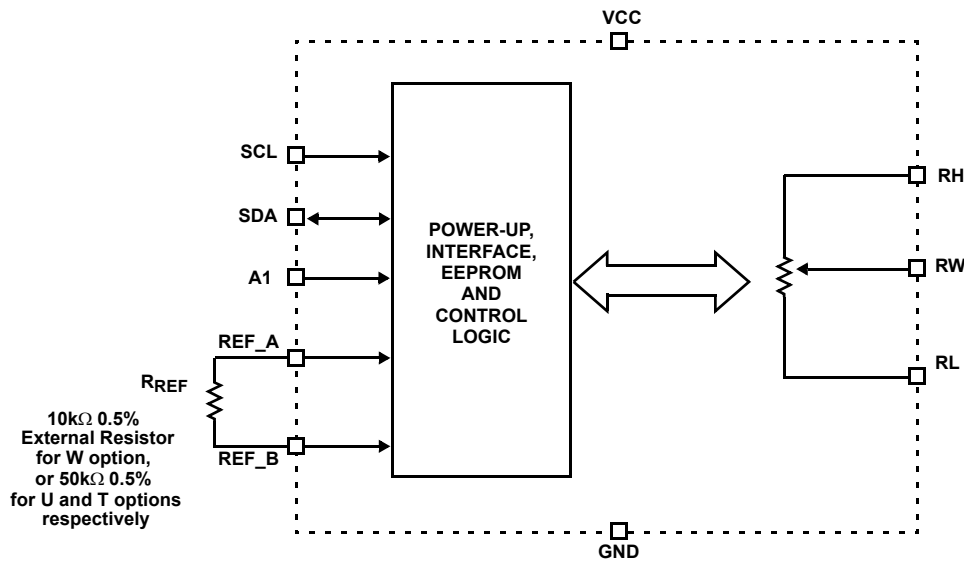 VCC
SCL
SDA
A1
REF_A
RREF
REF_B
10kΩ 0.5%
External Resistor
for W option,
or 50kΩ 0.5%
for U and T options
respectively
POWER-UP,
INTERFACE,
EEPROM
AND
CONTROL
LOGIC
RH
RW
RL
GND